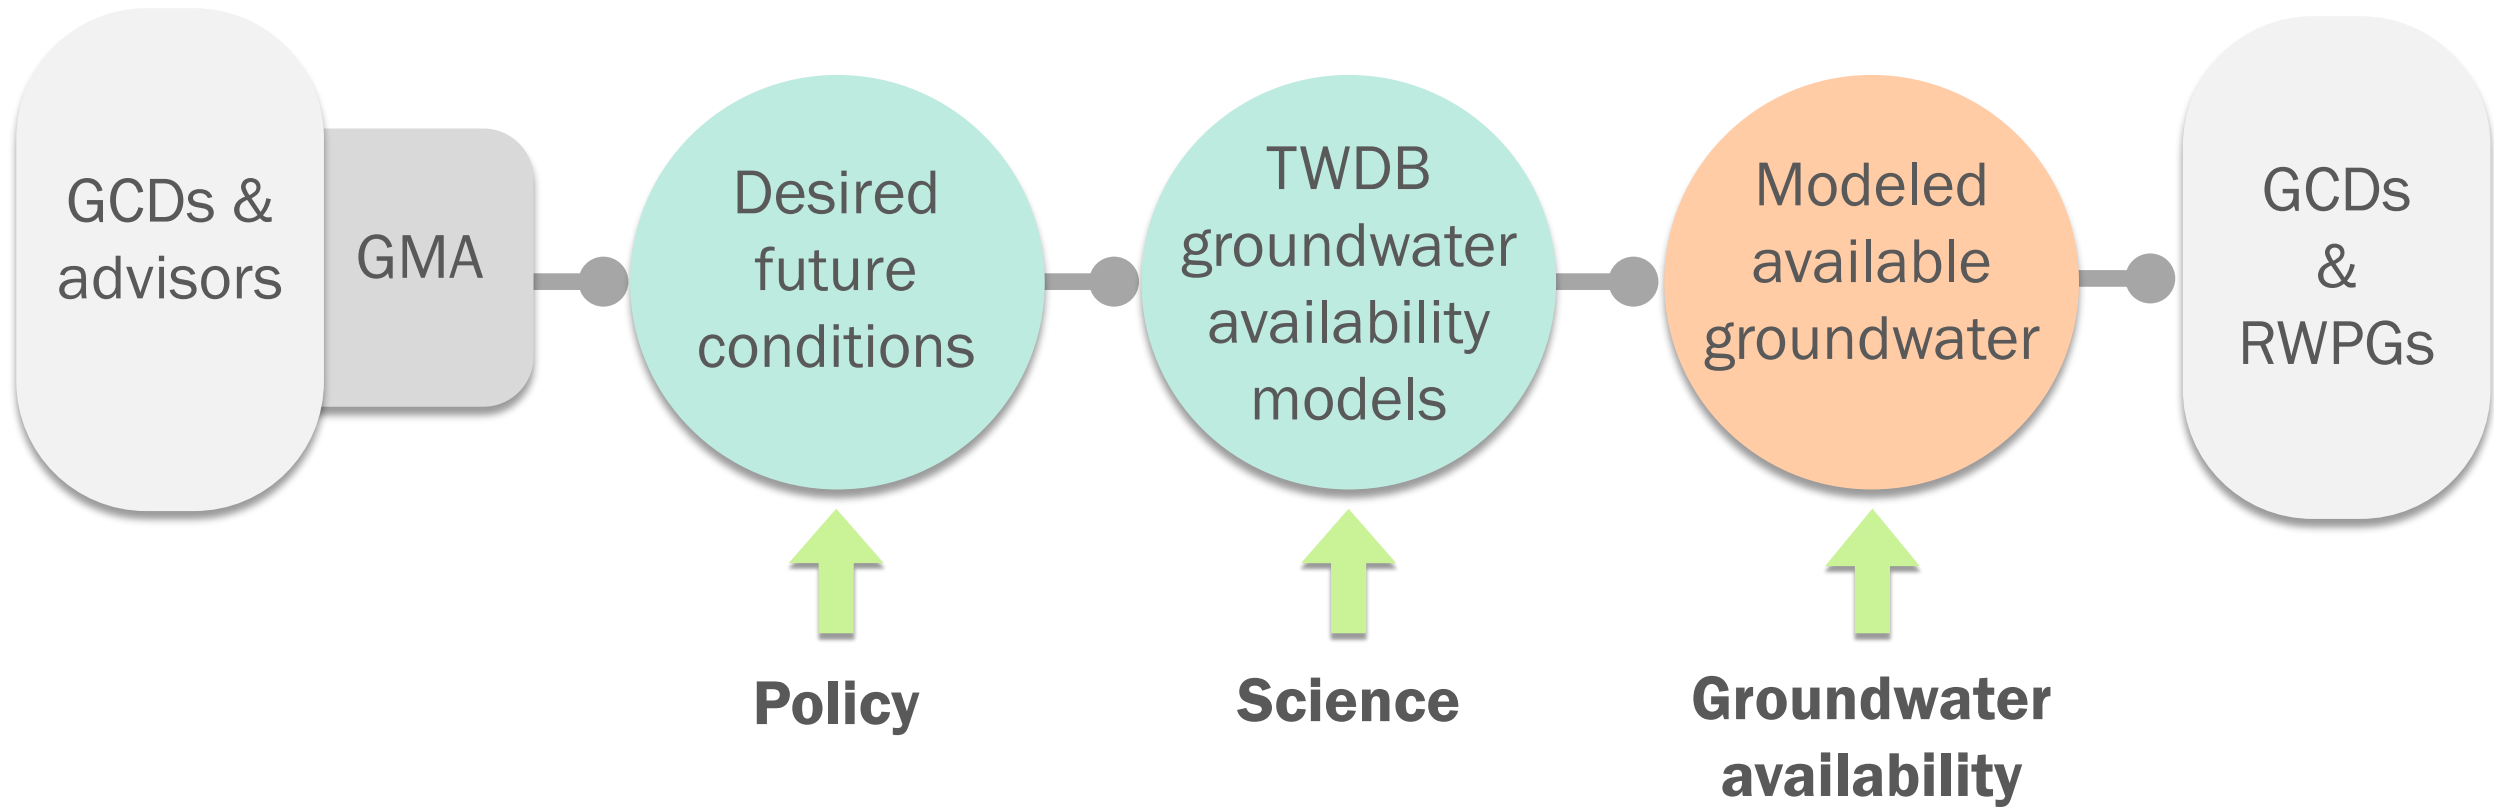 GCDs &
advisors
GMA
Desired
future
conditions
TWDB
groundwater
availability
models
Modeled
available
groundwater
GCDs
&
RWPGs
Policy
Science
Groundwater
availability